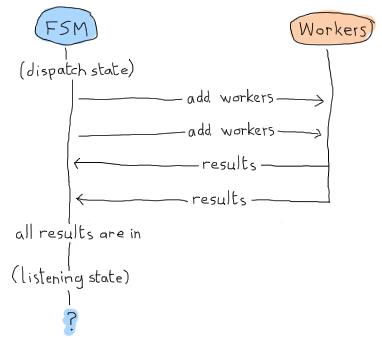 FSM
Workers
(dispatch state)
add workers
add workers
results
results
all results are in
(listening state)
?